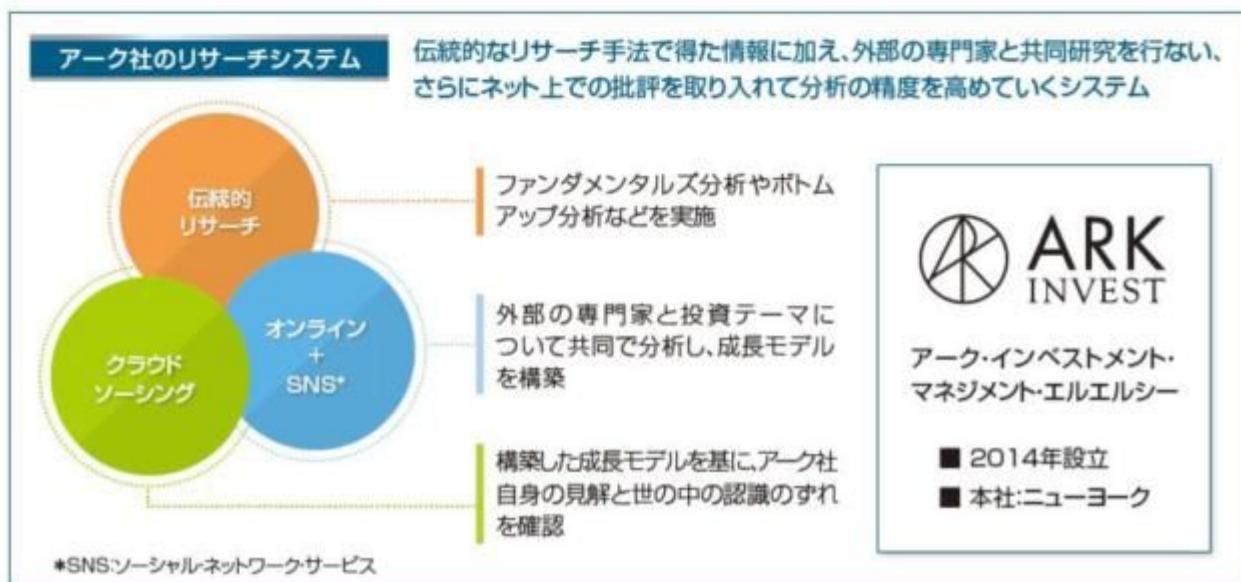 アーク社のリサーチシステム
伝統的なリサーチ手法で得た情報に加え、外部の専門家と共同研究を行ない、
さらにネット上での批評を取り入れて分析の精度を高めていくシステム
伝統的
リサーチ
オンライン
+
SNS*
クラウド
ソーシング
ファンダメンタルズ分析やボトム
アップ分析などを実施
外部の専門家と投資テーマに
ついて共同で分析し、成長モデル
を構築
構築した成長モデルを基に、アーク社
自身の見解と世の中の認識のずれ
を確認
*SNS:ソーシャル・ネットワーク・サービス
ARK
INVEST
アーク・インベストメント・
マネジメント・エルエルシー
■ 2014年設立
■ 本社:ニューヨーク